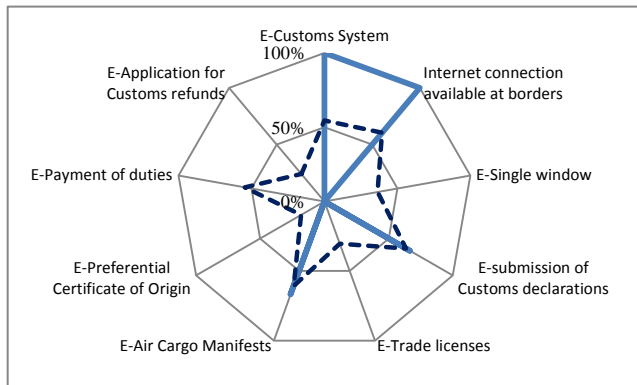 E-Customs System
100%
Internet connection
available at borders
E-Application for
Customs refunds
50%
E-Payment of duties
E-Single window
0%
E-Preferential
Certificate of Origin
E-submission of
Customs declarations
E-Air Cargo Manifests
E-Trade licenses